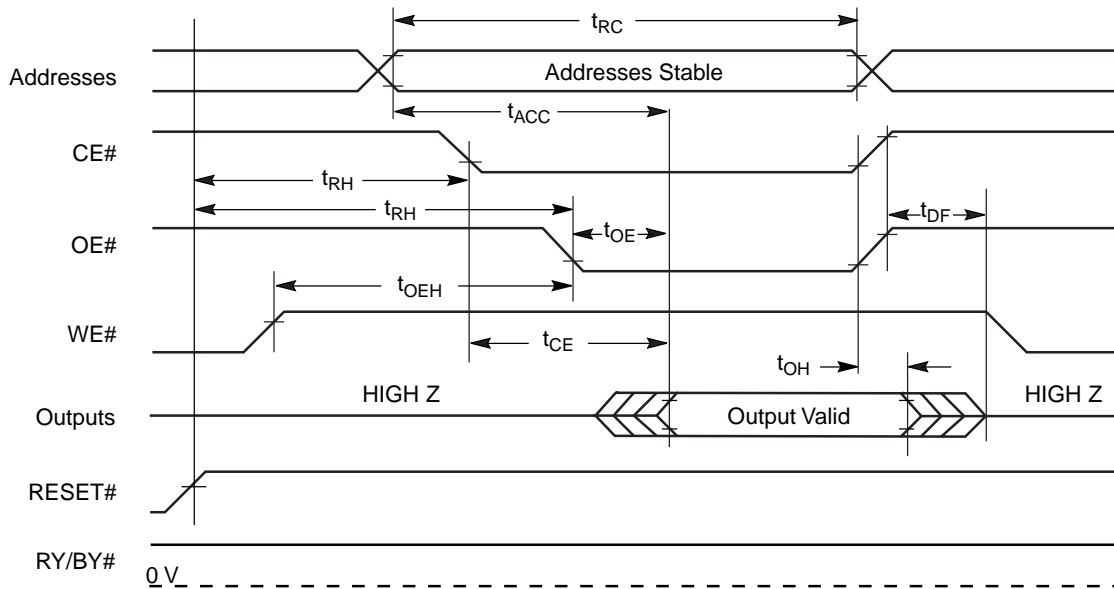 tRC
Addresses
Addresses Stable
tACC
CE#
tRH
tRH
tDF
tOE
OE#
tOEH
WE#
tCE
tOH
HIGH Z
HIGH Z
Outputs
Output Valid
RESET#
RY/BY#
0 V